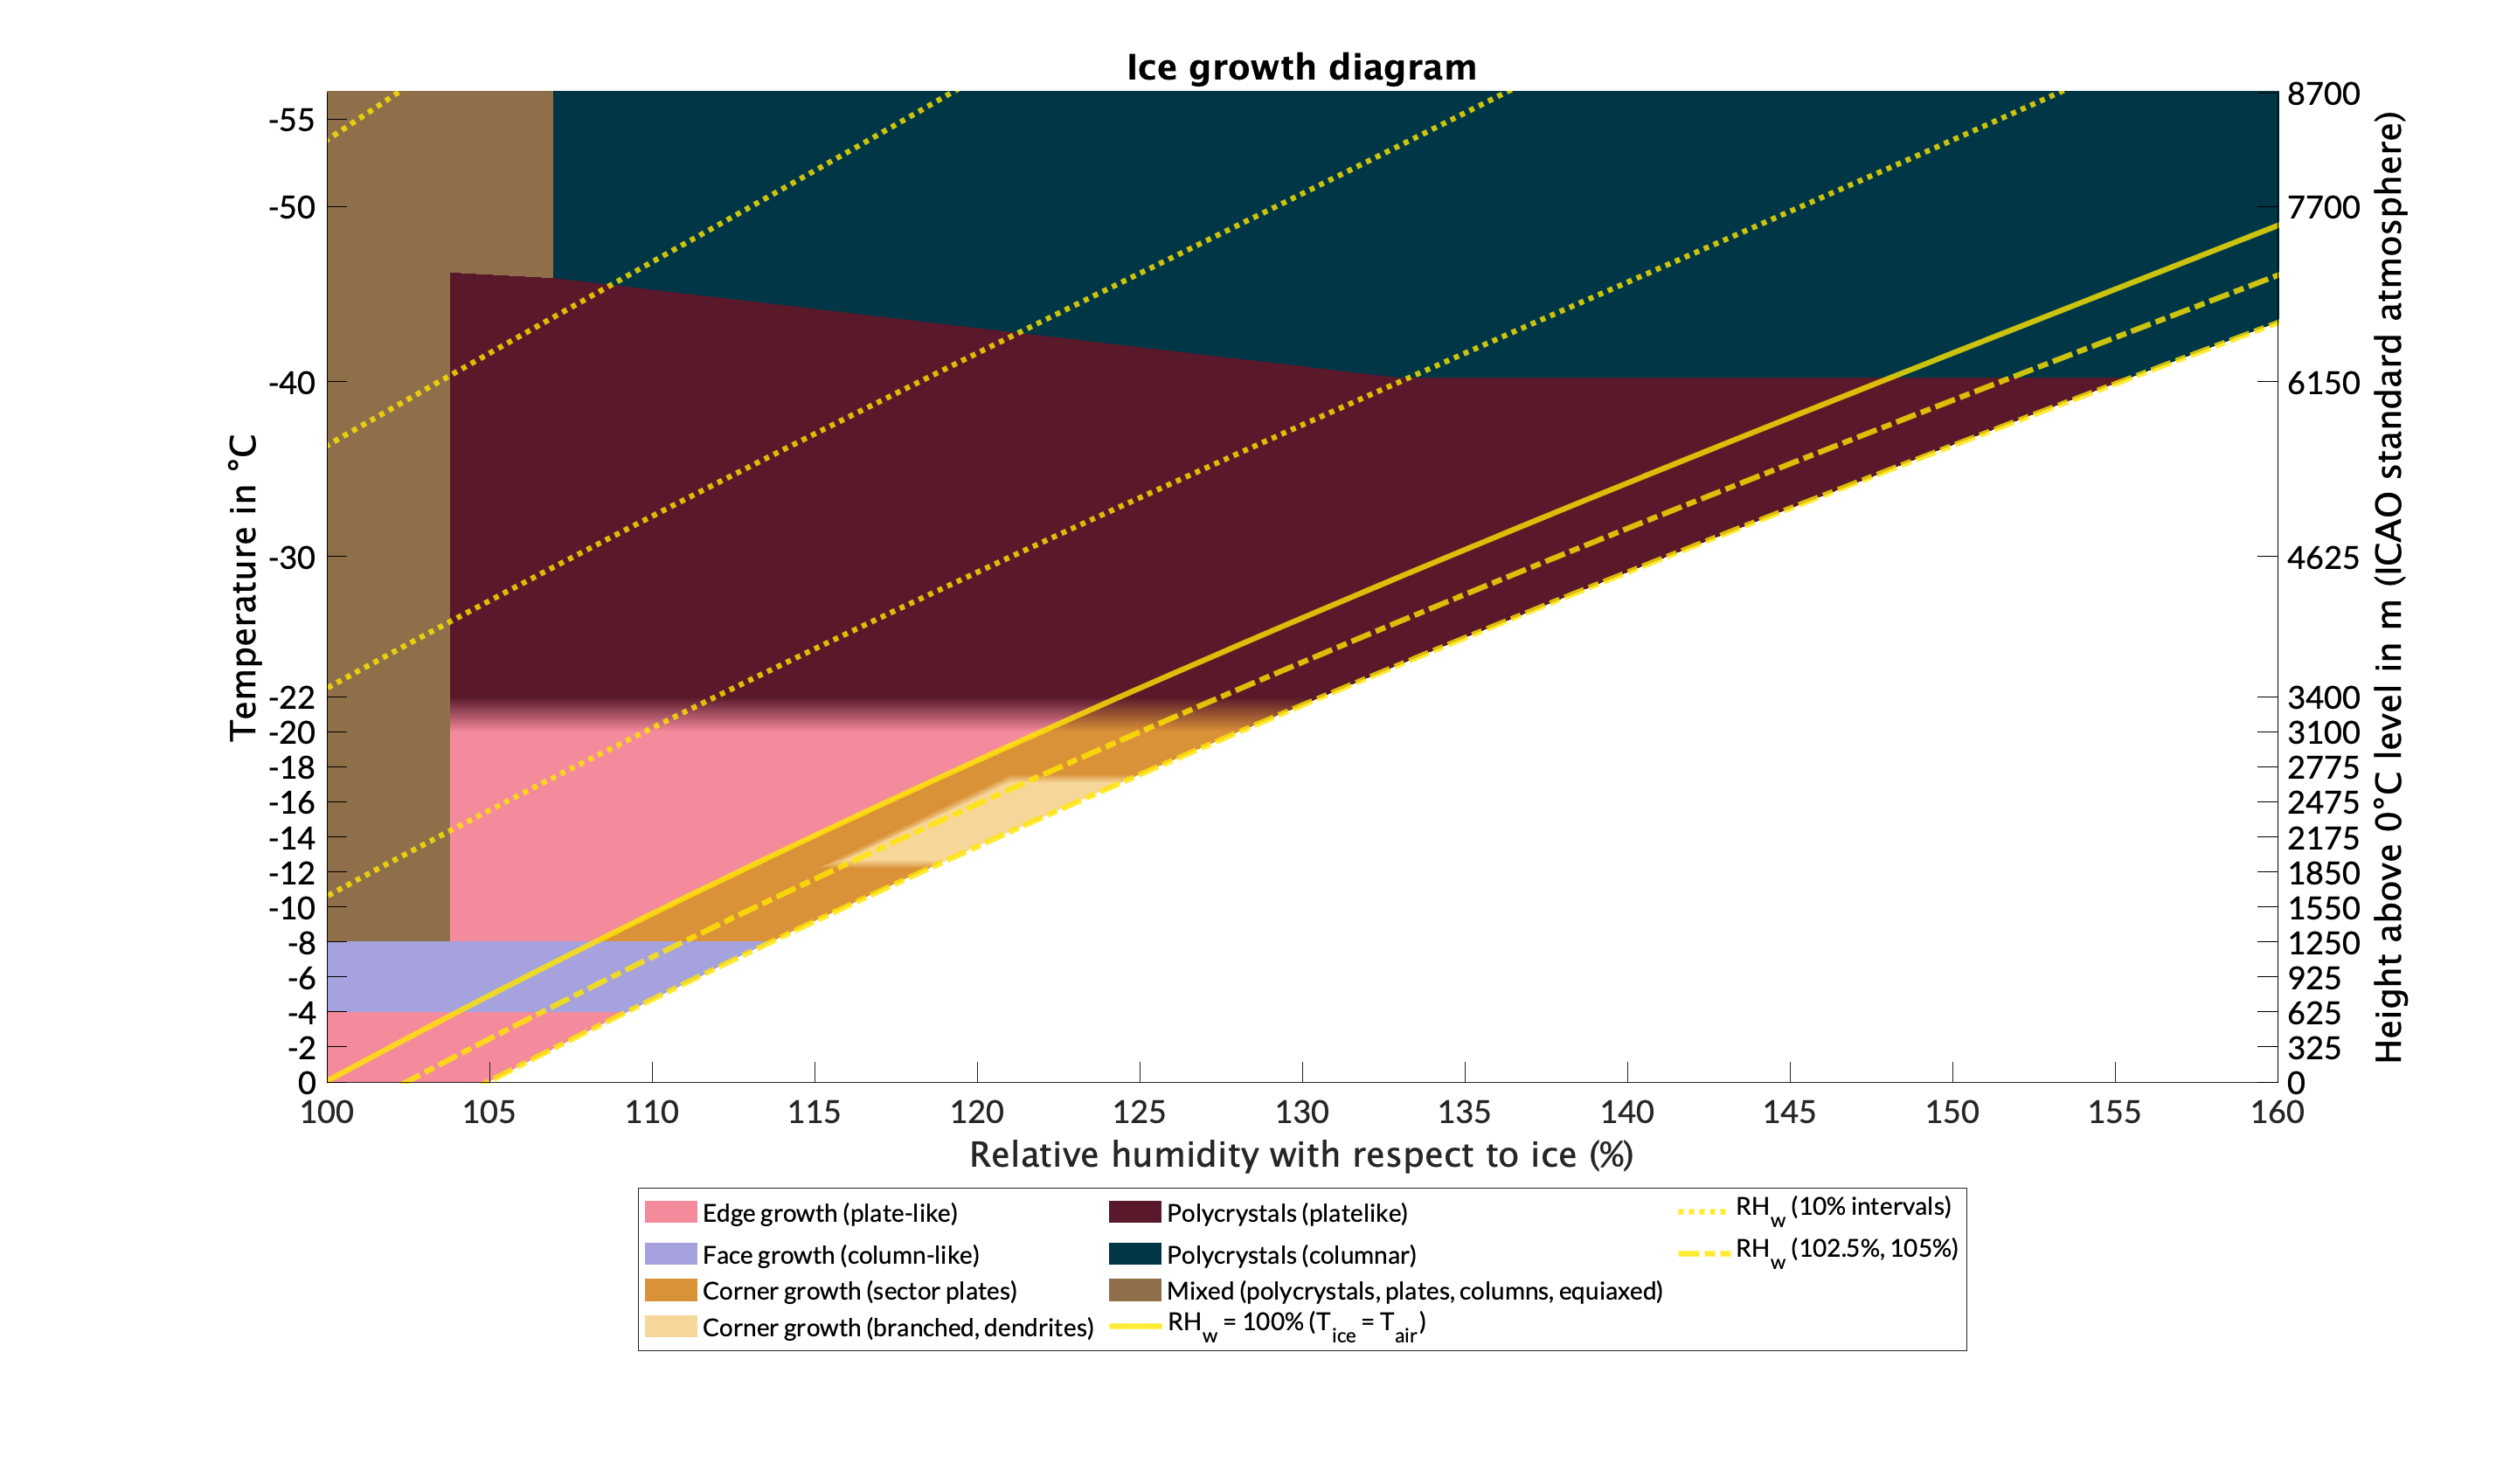 Ice growth diagram
Temperature in °C
-55
-50
-40
-30
-22
-20
-18
-16
-14
-12
-10
-8
-6
-4
-2
0
8700
7700
6150
4625
3400
3100
2775
2475
2175
1850
1550
1250
925
625
325
0
Height above 0°C level in m (ICAO standard atmosphere)
100 105 110 115 120 125 130 135 140 145 150 155 160
Relative humidity with respect to ice (%)
Edge growth (plate-like)
Face growth (column-like)
Corner growth (sector plates)
Corner growth (branched, dendrites)
Polycrystals (platelike)
Polycrystals (columnar)
Mixed (polycrystals, plates, columns, equiaxed)
RHw = 100% (Tice = Tair)
RHw (10% intervals)
RHw (102.5%, 105%)